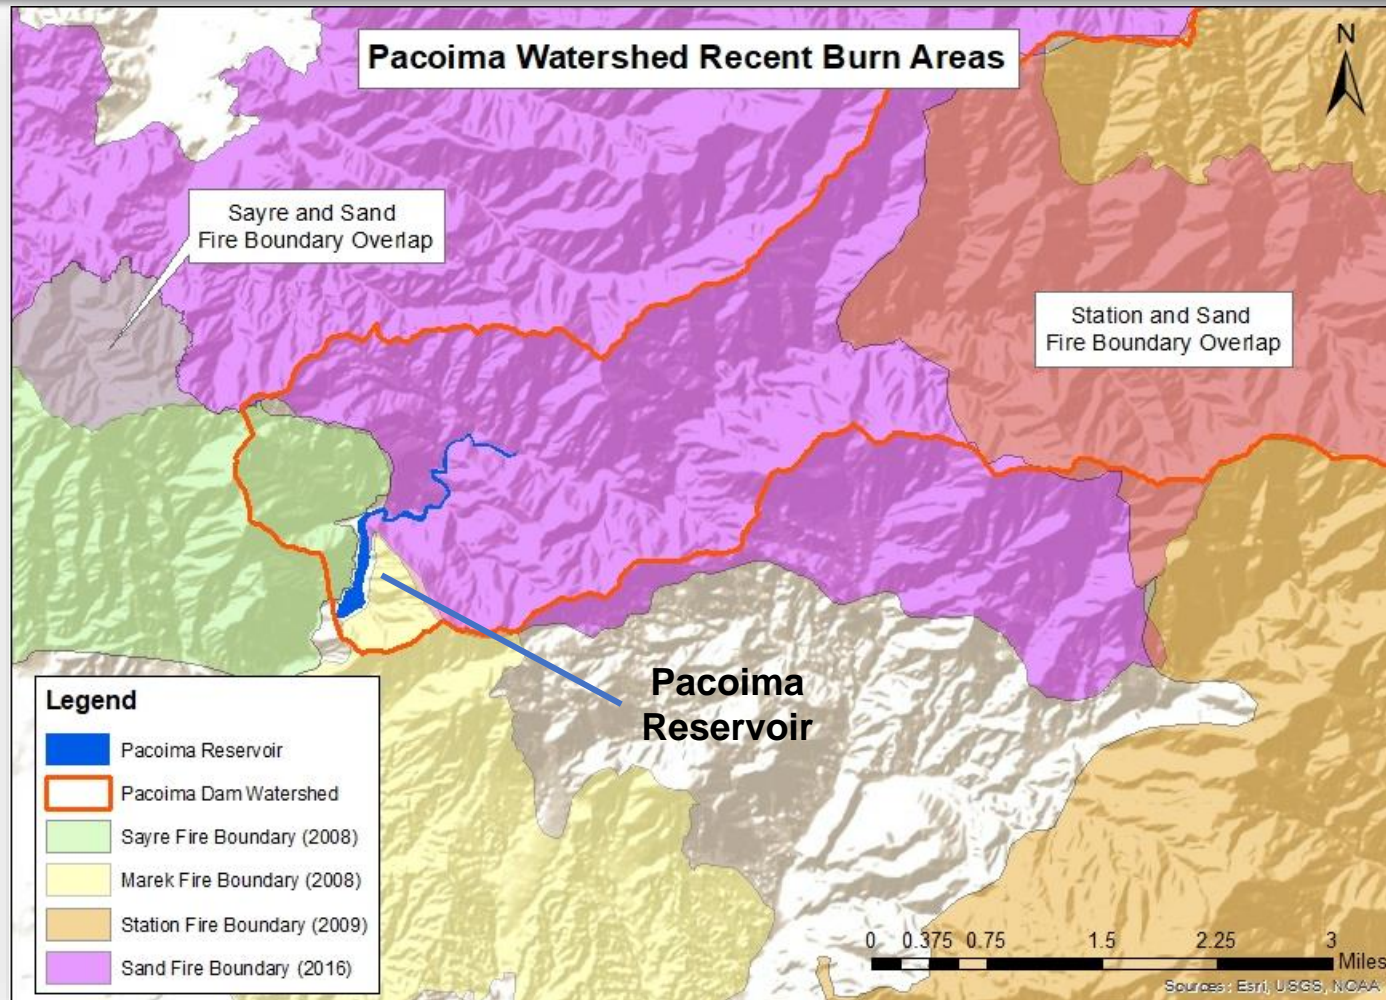 Pacoima Watershed Recent Burn Areas
N
Sayre and Sand
Fire Boundary Overlap
Station and Sand
Fire Boundary Overlap
Pacoima
Reservoir
Legend
Pacoima Reservoir
Pacoima Dam Watershed
Sayre Fire Boundary (2008)
Marek Fire Boundary (2008)
Station Fire Boundary (2009)
Sand Fire Boundary (2016)
0 0.375 0.75 1.5 2.25 3
Miles
Sources: Esri, USGS, NOAA